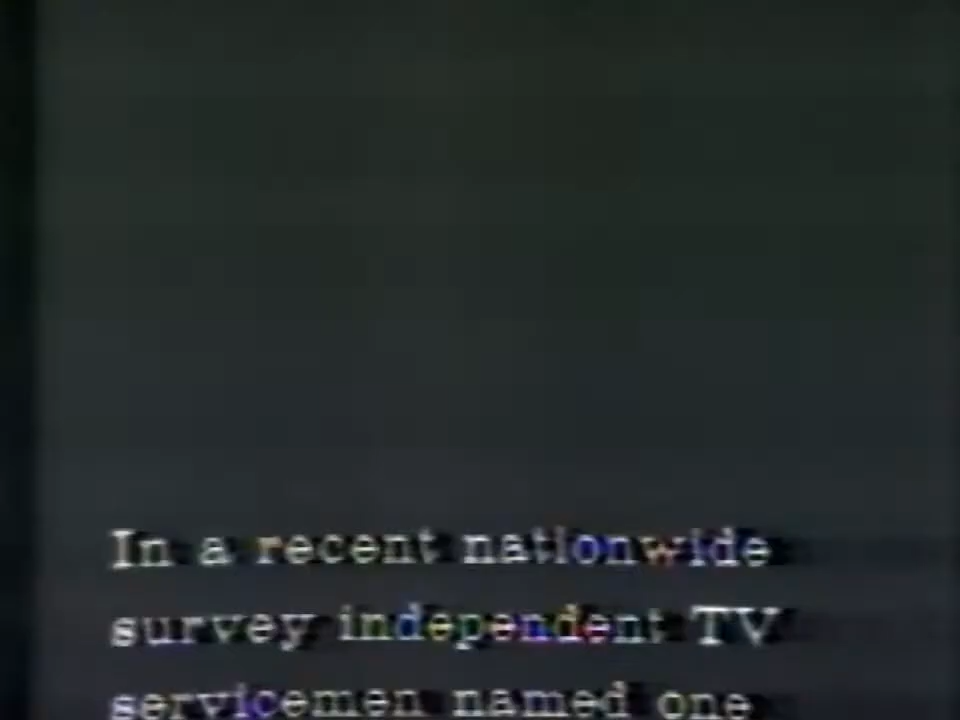 In a recent nationwide
survey independent TV
servicemen named one